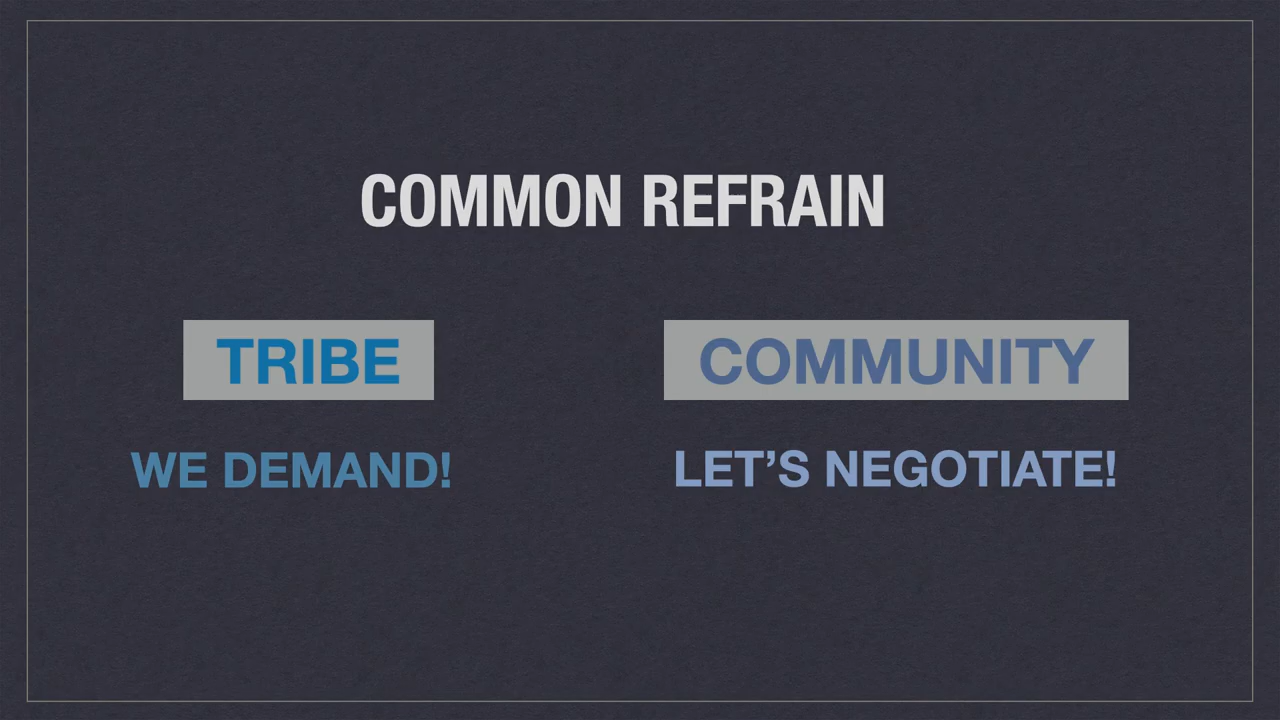 COMMON REFRAIN
TRIBE
WE DEMAND!
COMMUNITY
LET’S NEGOTIATE!